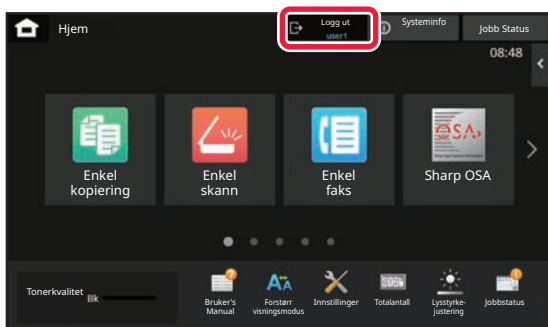 Hjem
Logg ut
user1
Systeminfo
Jobb Status
08:48
Enkel
kopiering
Enkel
skann
Enkel
faks
OSA
Sharp OSA
Tonerkvalitet
Bk
Bruker's
Manual
Forstørr
visningsmodus
Innstillinger
Totalantall
Lysstyrke-
justering
Jobbstatus